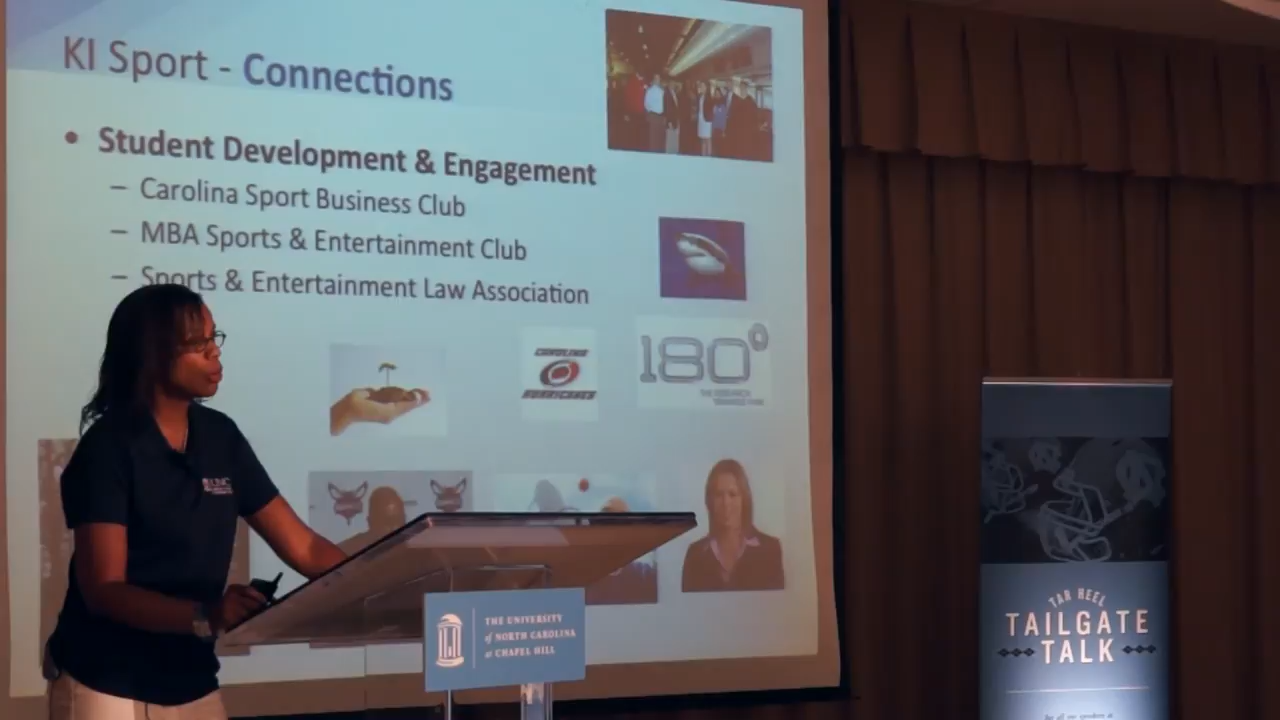 KI Sport - Connections
• Student Development & Engagement
– Carolina Sport Business Club
– MBA Sports & Entertainment Club
– Sports & Entertainment Law Association
CAROLINA
HURRICANES
180°
THE UNIVERSITY
of NORTH CAROLINA
at CHAPEL HILL
TAR HEEL
TAILGATE
TALK